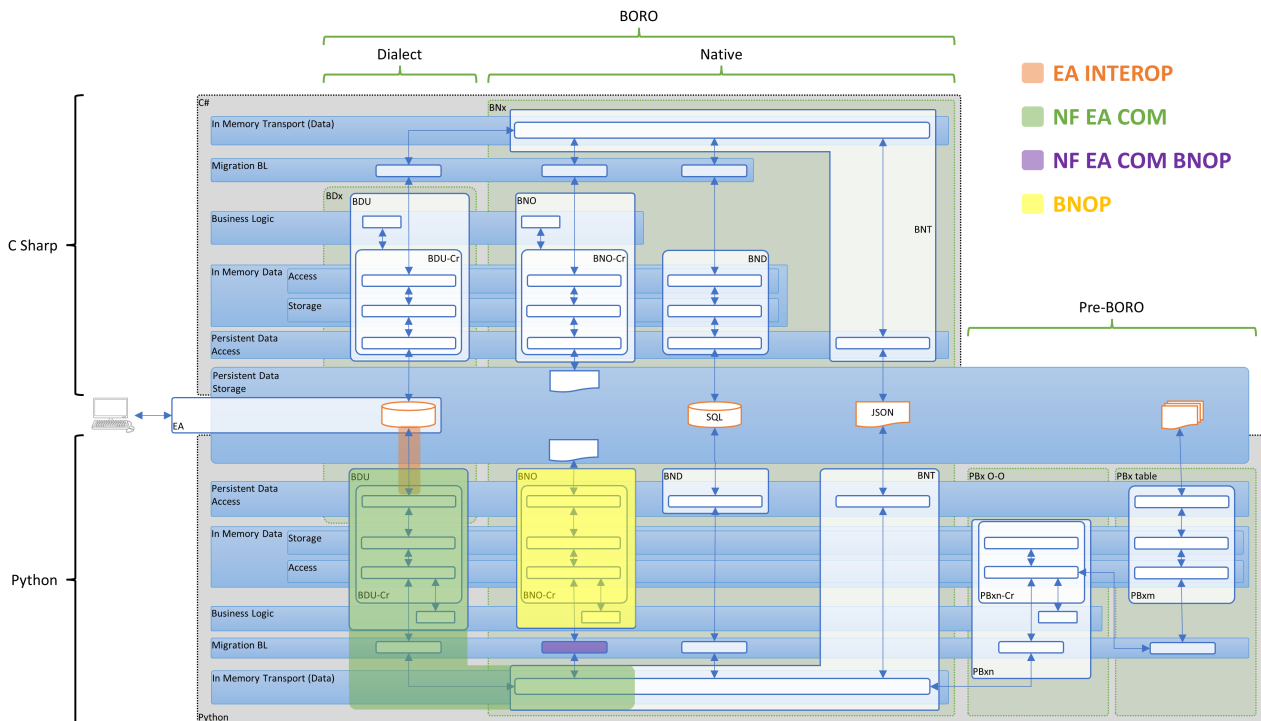 BORO
Dialect
Native
EA INTEROP
NF EA COM
NF EA COM BNOP
BNOP
C#
BNx
In Memory Transport (Data)
Migration BL
BDx
BDU
BNO
Business Logic
BNT
C Sharp
BDU-Cr
BNO-Cr
BND
In Memory Data
Access
Storage
Pre-BORO
Persistent Data
Access
Persistent Data
Storage
EA
SQL
JSON
BDU
BNO
BND
BNT
PBx O-O
PBx table
Persistent Data
Access
In Memory Data
Storage
Access
Python
BDU-Cr
BNO-Cr
PBxn-Cr
PBxm
Business Logic
Migration BL
PBxn
In Memory Transport (Data)
Python